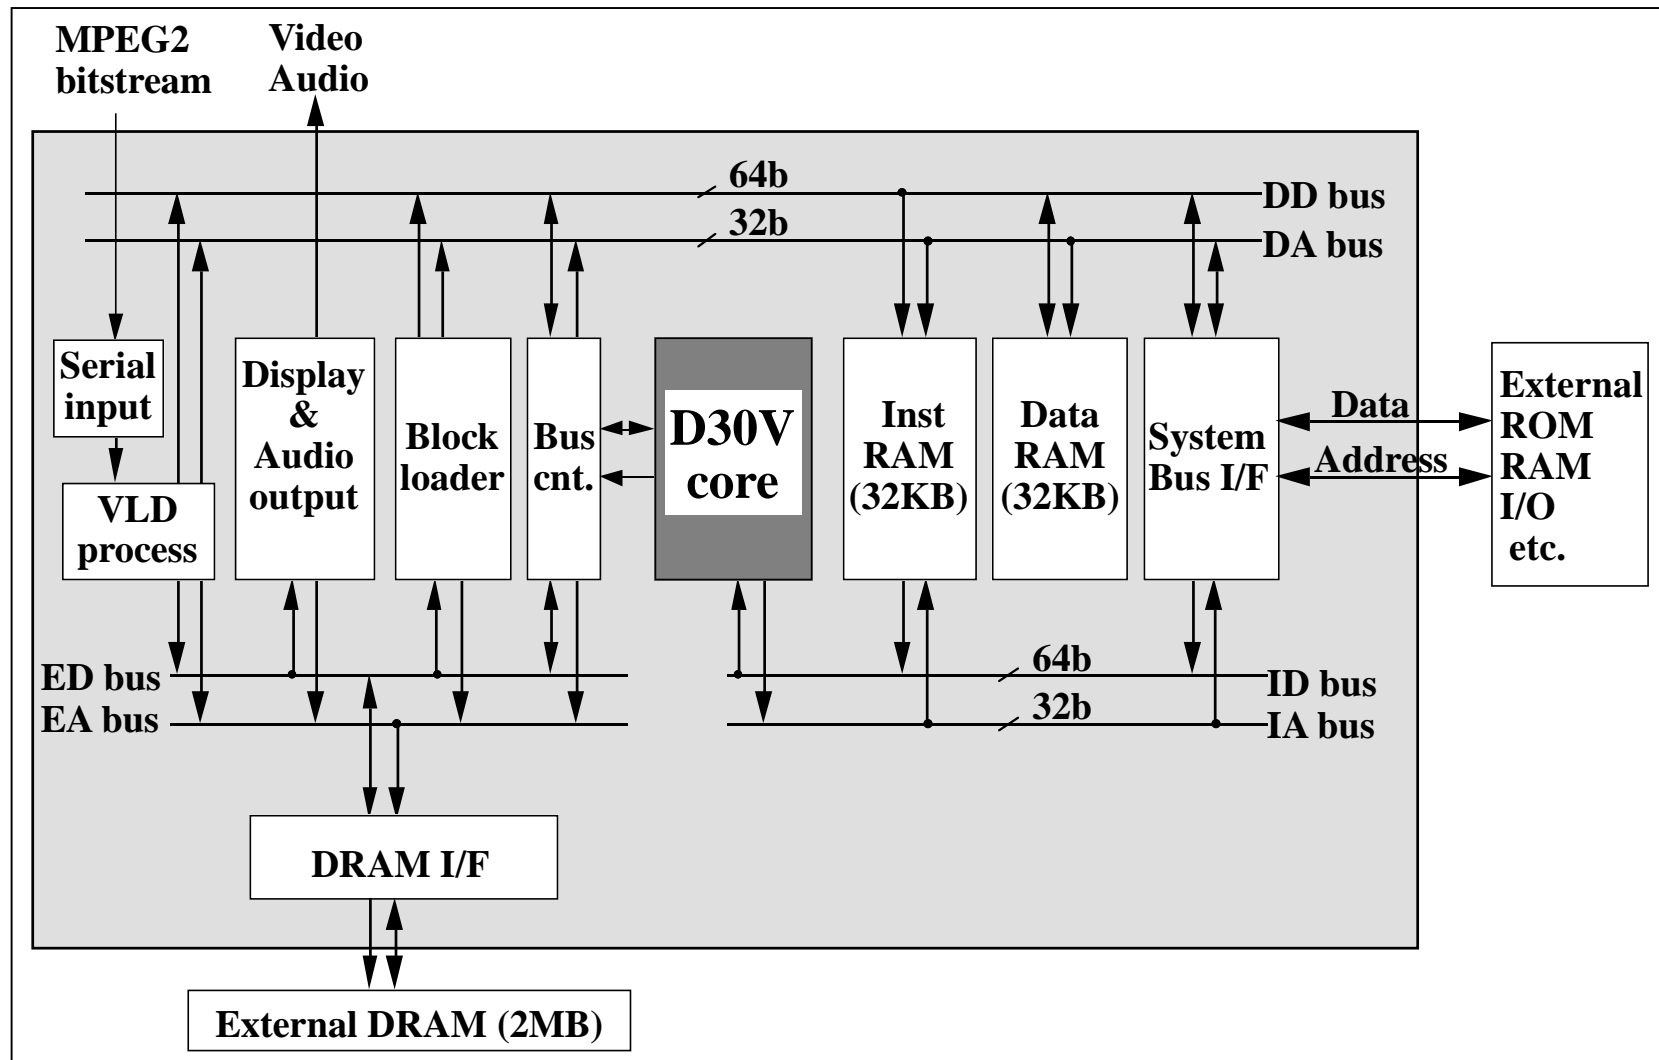 MPEG2
bitstream
Video
Audio
64b
DD bus
32b
DA bus
Serial
input
VLD
process
Display
&
Audio
output
Block
loader
Bus
cnt.
D30V
core
Inst
RAM
(32KB)
Data
RAM
(32KB)
System
Bus I/F
Data
Address
External
ROM
RAM
I/O
etc.
ED bus
EA bus
64b
ID bus
32b
IA bus
DRAM I/F
External DRAM (2MB)